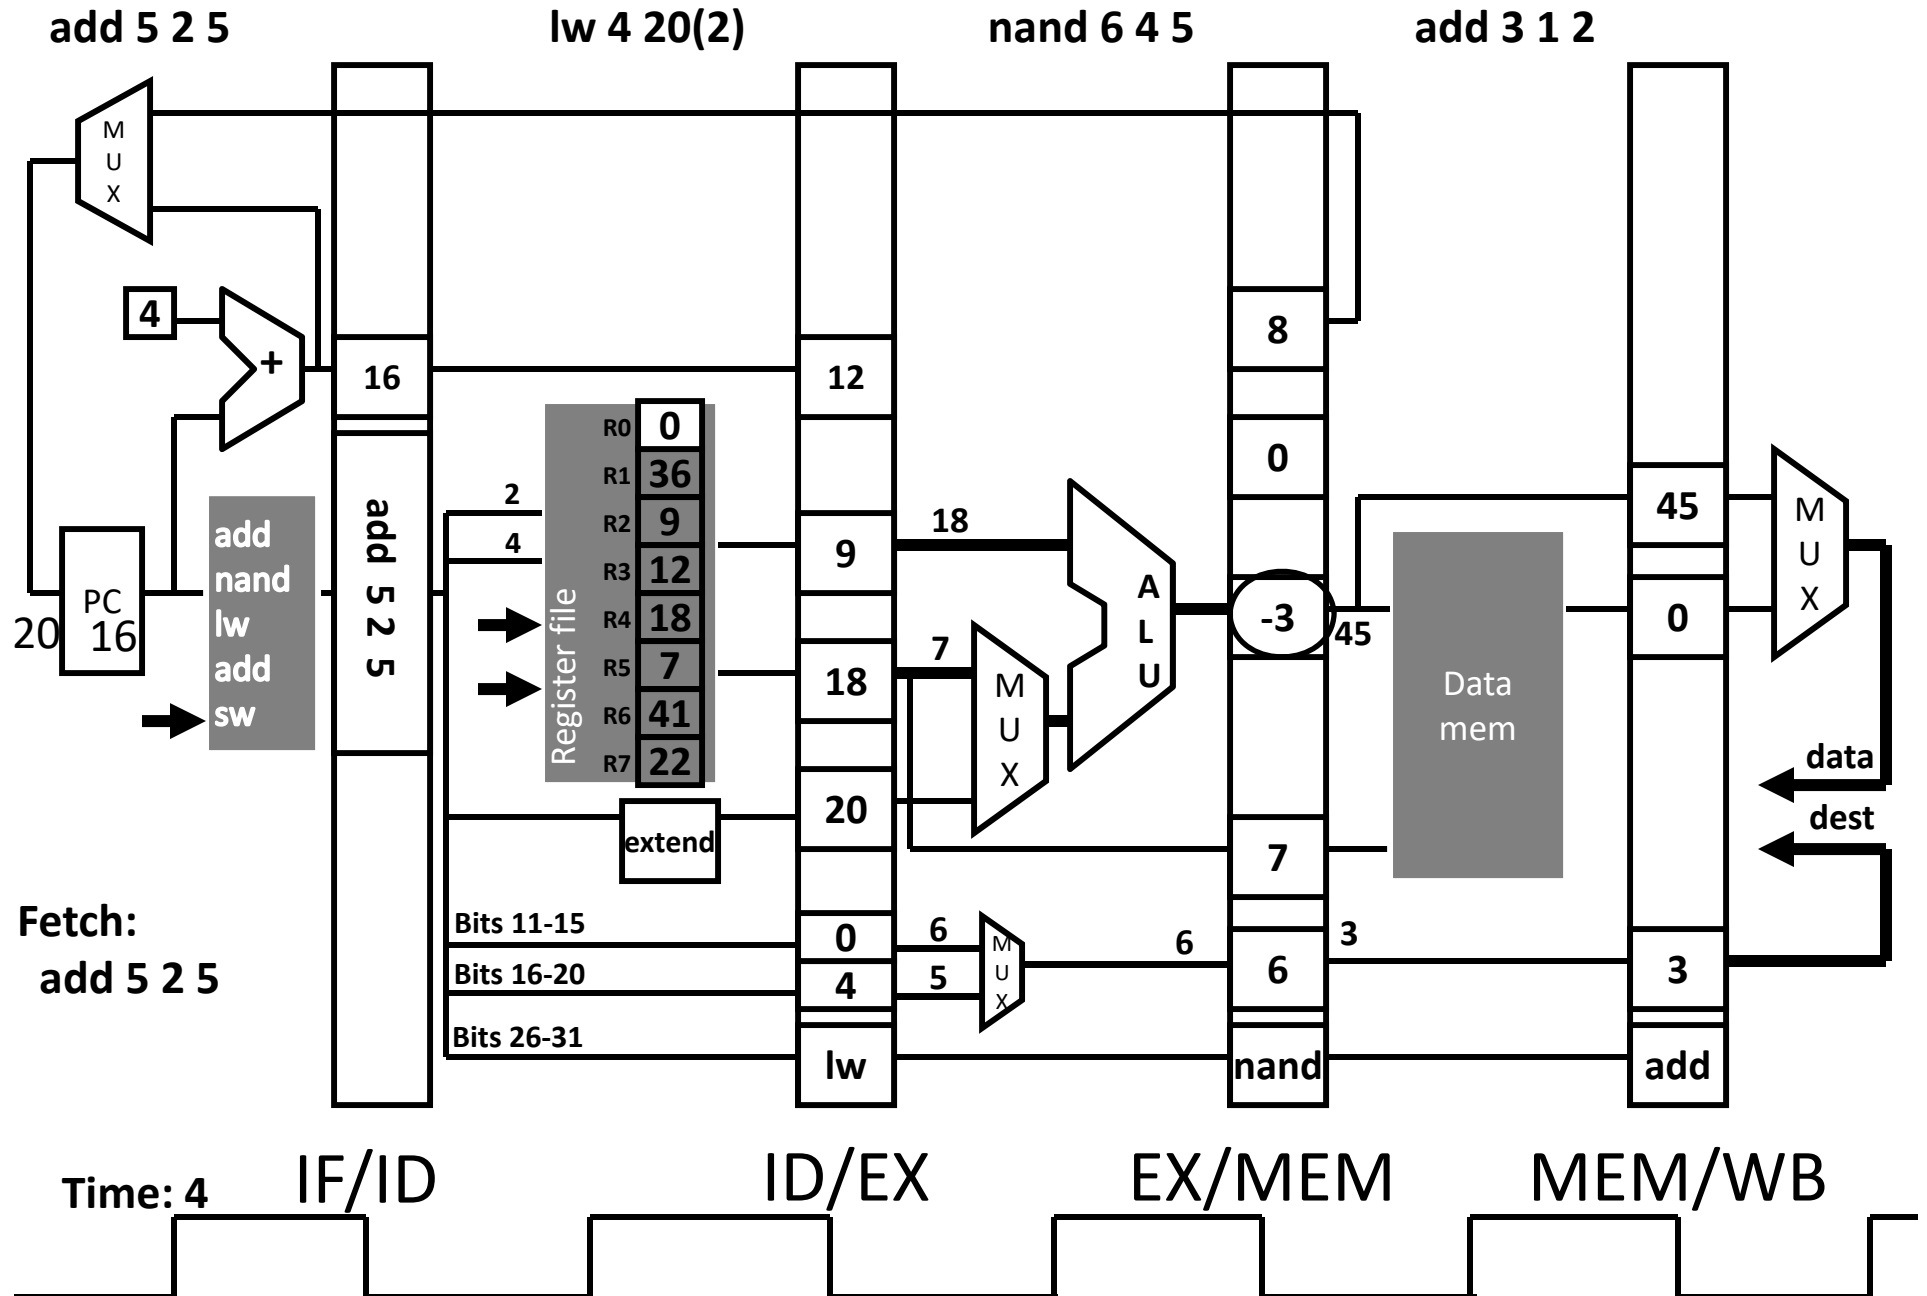 add 5 2 5
lw 4 20(2)
nand 6 4 5
add 3 1 2
M
U
X
4
+
16
12
8
0
add 5 2 5
Register file
R0 0
R1 36
R2 9
R3 12
R4 18
R5 7
R6 41
R7 22
2
4
add
nand
lw
add
sw
PC
20
16
9
18
20
extend
18
7
M
U
X
A
L
U
-3
45
7
Data
mem
45
0
M
U
X
data
dest
Fetch:
add 5 2 5
Bits 11-15
Bits 16-20
Bits 26-31
0
4
lw
6
5
M
U
X
6
6
nand
3
3
add
Time: 4
IF/ID
ID/EX
EX/MEM
MEM/WB